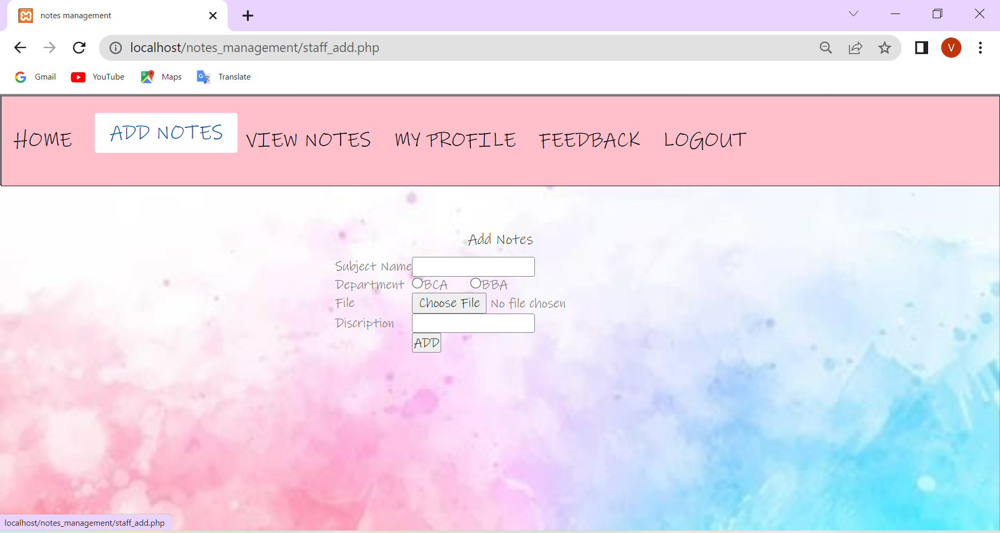 notes management
localhost/notes_management/staff_add.php
V
Gmail YouTube Maps Translate
HOME ADD NOTES VIEW NOTES MY PROFILE FEEDBACK LOGOUT
Add Notes
Subject Name
Department BCA BBA
File Choose File No file chosen
Discription
ADD
localhost/notes_management/staff_add.php